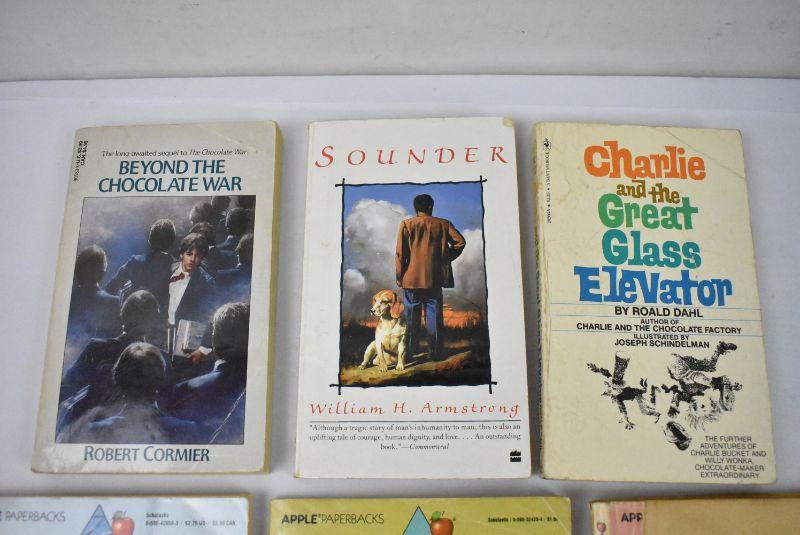 The long-awaited sequel to The Chocolate War
BEYOND THE
CHOCOLATE WAR
ROBERT CORMIER
SOUNDER
William H. Armstrong
"Although a tragic story of man's inhumanity to man, this is also an
uplifting tale of courage, human dignity, and love. . . . An outstanding
book."—Commonweal
Charlie
and the
Great
Glass
Elevator
BY ROALD DAHL
AUTHOR OF
CHARLIE AND THE CHOCOLATE FACTORY
ILLUSTRATED BY
JOSEPH SCHINDELMAN
THE FURTHER
ADVENTURES OF
CHARLIE BUCKET AND
WILLY WONKA,
CHOCOLATE-MAKER
EXTRAORDINARY
E PAPERBACKS
Scholastic
APPLE PAPERBACKS
Scholastic
APP